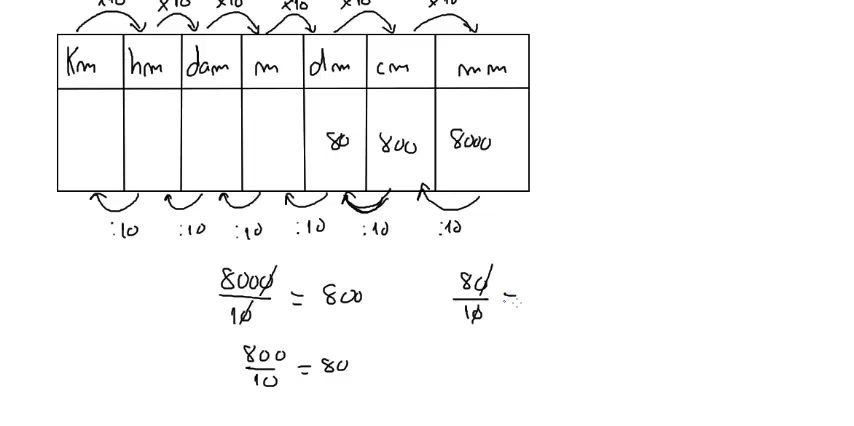 x10 x10 x10 x10 x10 x10
Km hm dam m dm cm mm
80 800 8000
:10 :10 :10 :10 :10 :10
8000/10 = 800 80/10 =
800/10 = 80